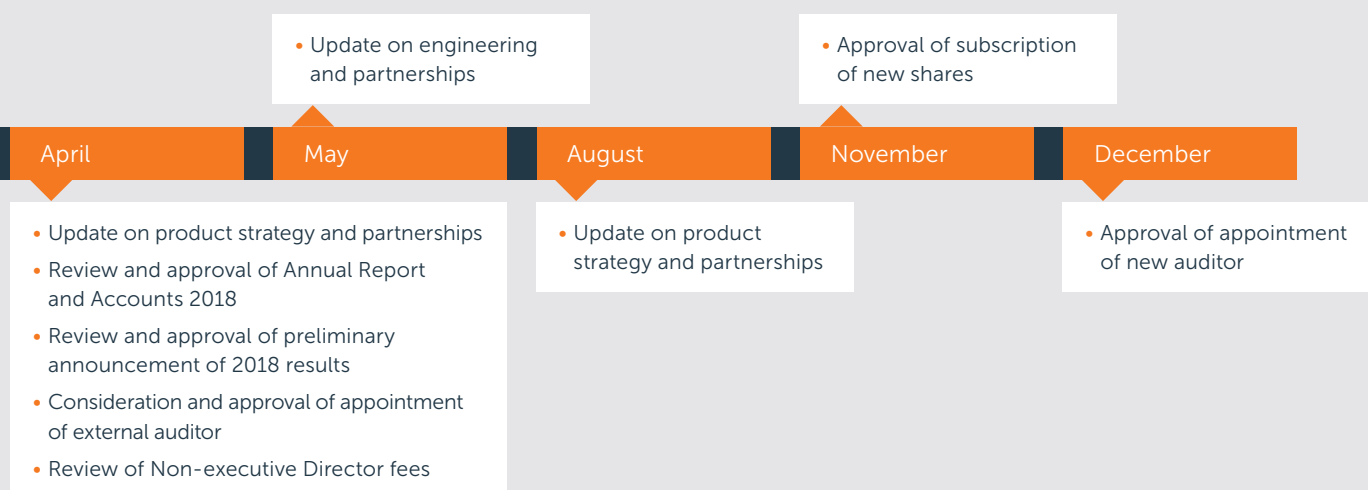 • Update on engineering
and partnerships
• Approval of subscription
of new shares
April
May
August
November
December
• Update on product strategy and partnerships
• Review and approval of Annual Report
and Accounts 2018
• Review and approval of preliminary
announcement of 2018 results
• Consideration and approval of appointment
of external auditor
• Review of Non-executive Director fees
• Update on product
strategy and partnerships
• Approval of appointment
of new auditor